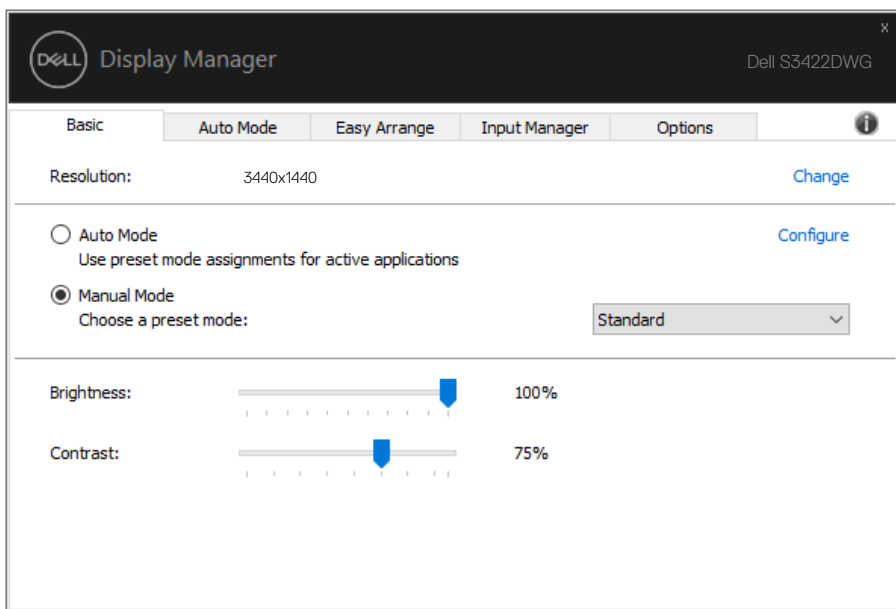 x
DELL Display Manager
Dell S3422DWG
Basic Auto Mode Easy Arrange Input Manager Options i
Resolution: 3440x1440 Change
Auto Mode Configure
Use preset mode assignments for active applications
Manual Mode
Choose a preset mode: Standard
Brightness: 100%
Contrast: 75%